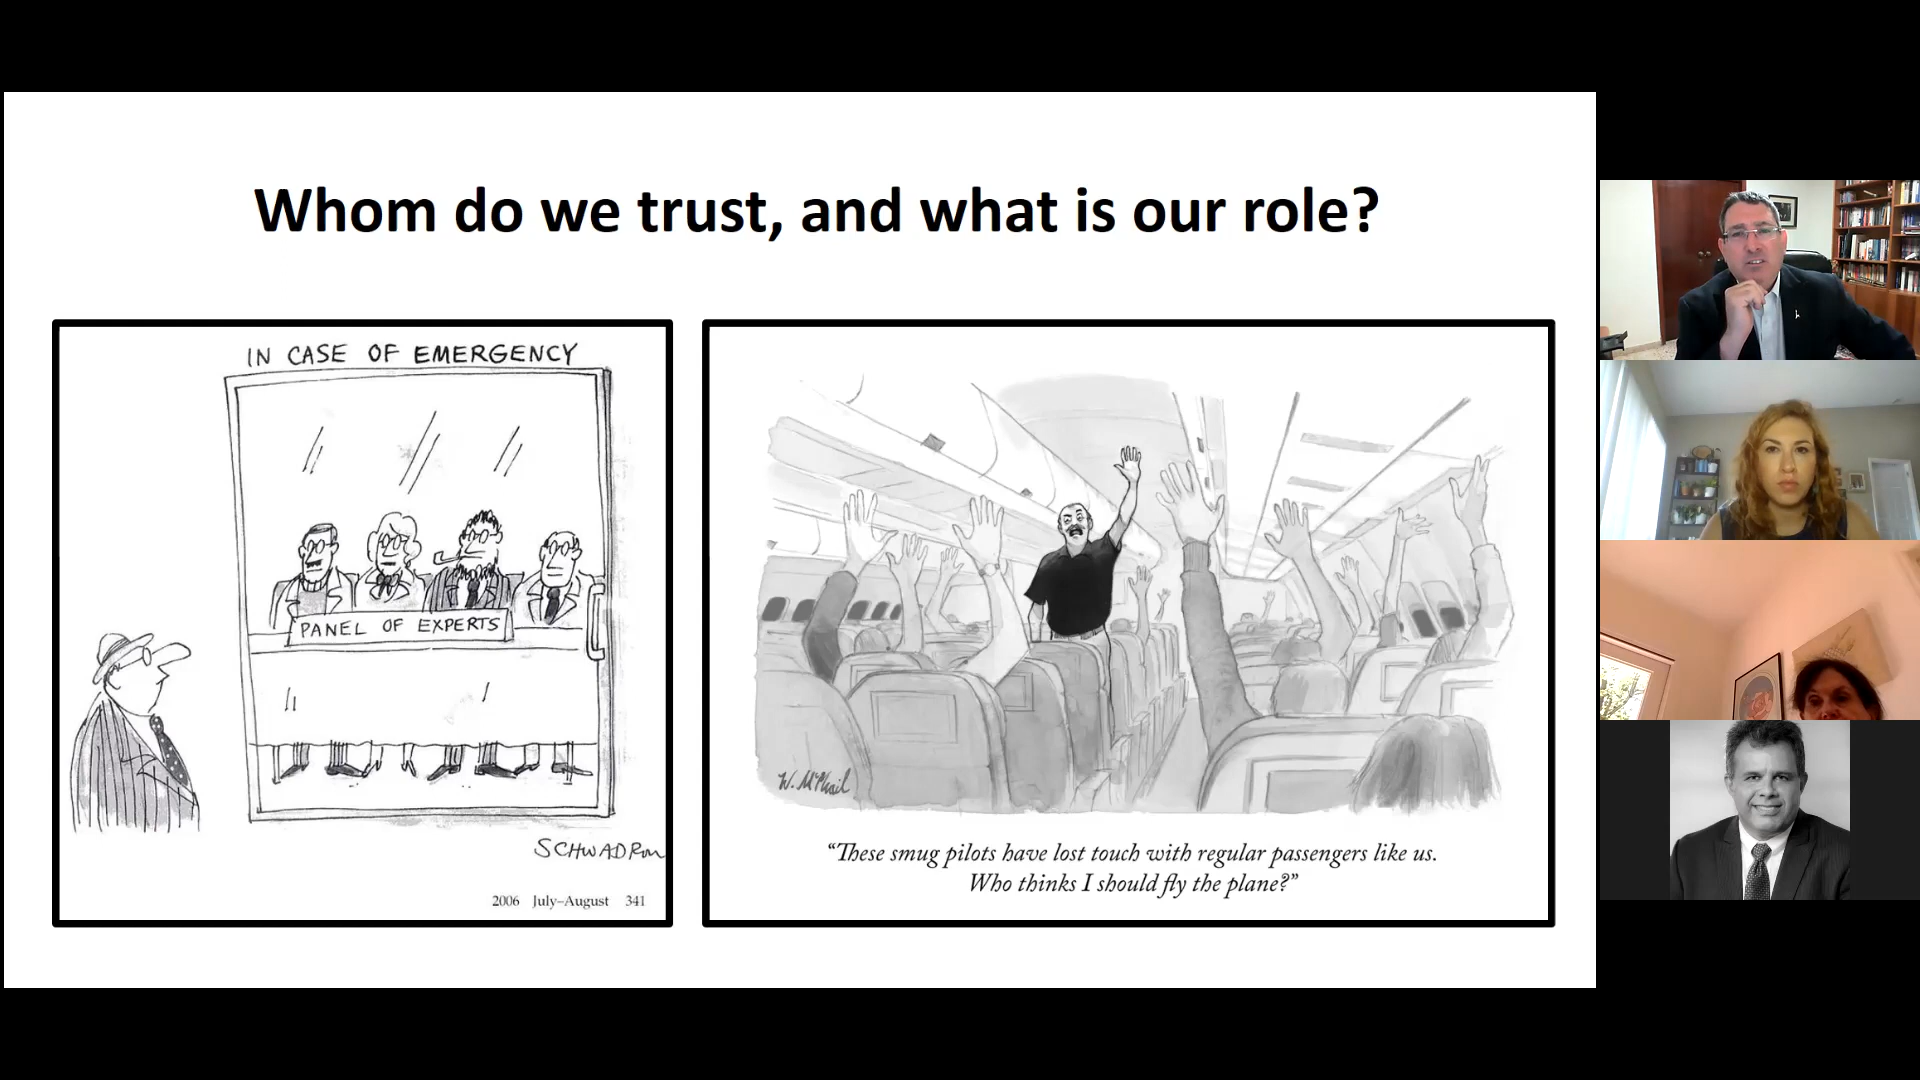 Whom do we trust, and what is our role?
IN CASE OF EMERGENCY
PANEL OF EXPERTS
SCHWADRON
2006 July–August 341
W. McPhail
“These smug pilots have lost touch with regular passengers like us.
Who thinks I should fly the plane?”